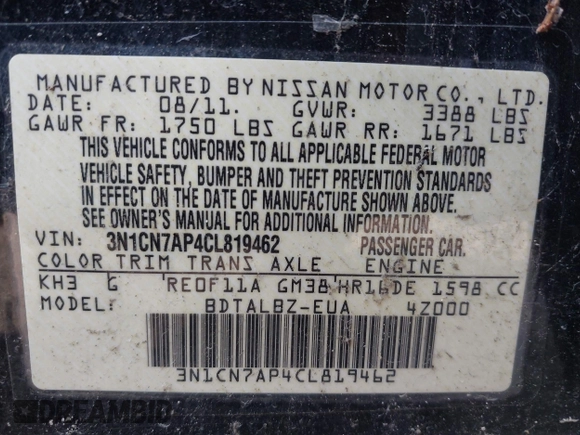 MANUFACTURED BY NISSAN MOTOR CO., LTD.
DATE: 08/11. GVWR: 3388 LBS
GAWR FR: 1750 LBS GAWR RR: 1671 LBS
THIS VEHICLE CONFORMS TO ALL APPLICABLE FEDERAL MOTOR
VEHICLE SAFETY, BUMPER AND THEFT PREVENTION STANDARDS
IN EFFECT ON THE DATE OF MANUFACTURE SHOWN ABOVE.
SEE OWNER'S MANUAL FOR ADDITIONAL INFORMATION.
VIN: 3N1CN7AP4CL819462 PASSENGER CAR.
COLOR TRIM TRANS AXLE ENGINE
KH3 G RE0F11A GM38 HR16DE 1598 CC
MODEL: BDTALBZ-EUA 4Z000
3N1CN7AP4CL819462
DREAMBID